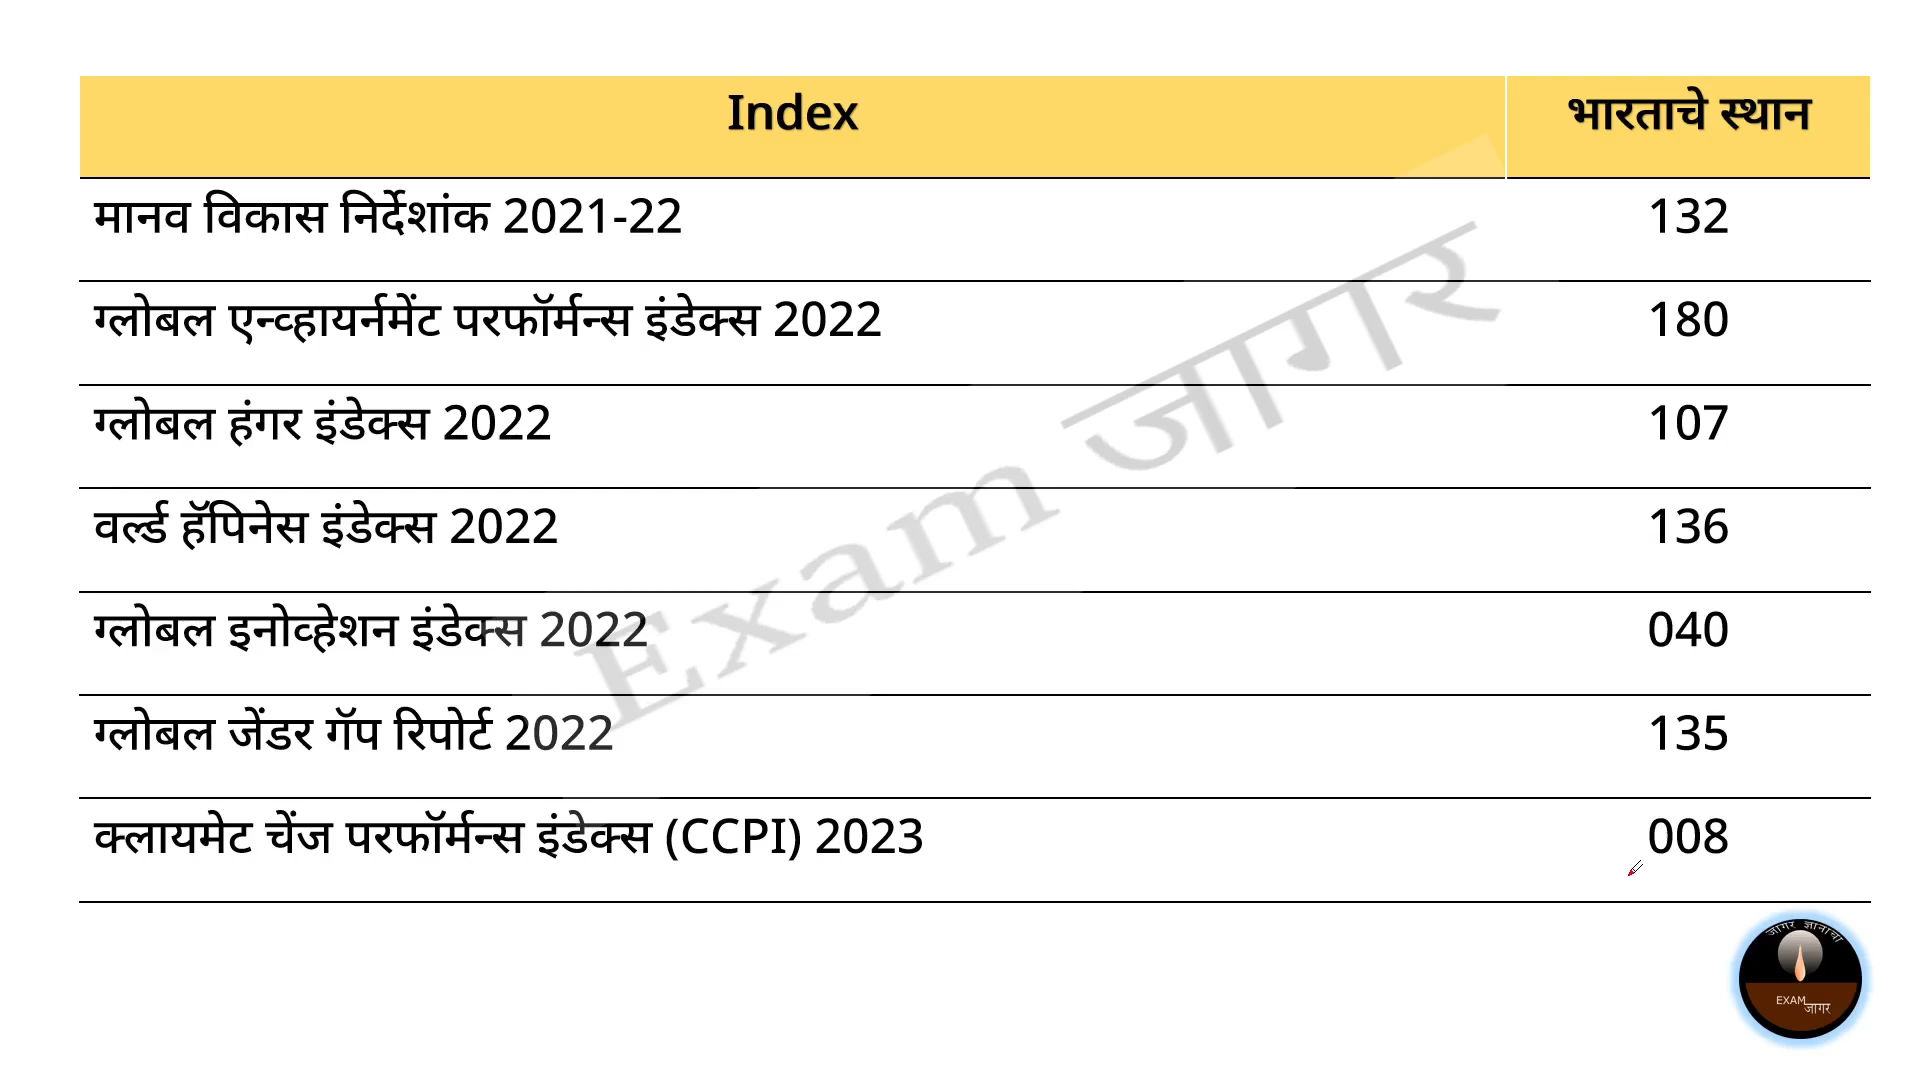 Index भारताचे स्थान
मानव विकास निर्देशांक 2021-22 132
ग्लोबल एन्व्हायर्नमेंट परफॉर्मन्स इंडेक्स 2022 180
ग्लोबल हंगर इंडेक्स 2022 107
वर्ल्ड हॅपिनेस इंडेक्स 2022 136
ग्लोबल इनोव्हेशन इंडेक्स 2022 040
ग्लोबल जेंडर गॅप रिपोर्ट 2022 135
क्लायमेट चेंज परफॉर्मन्स इंडेक्स (CCPI) 2023 008
Exam जागर
जागर ज्ञानाचा
EXAM जागर